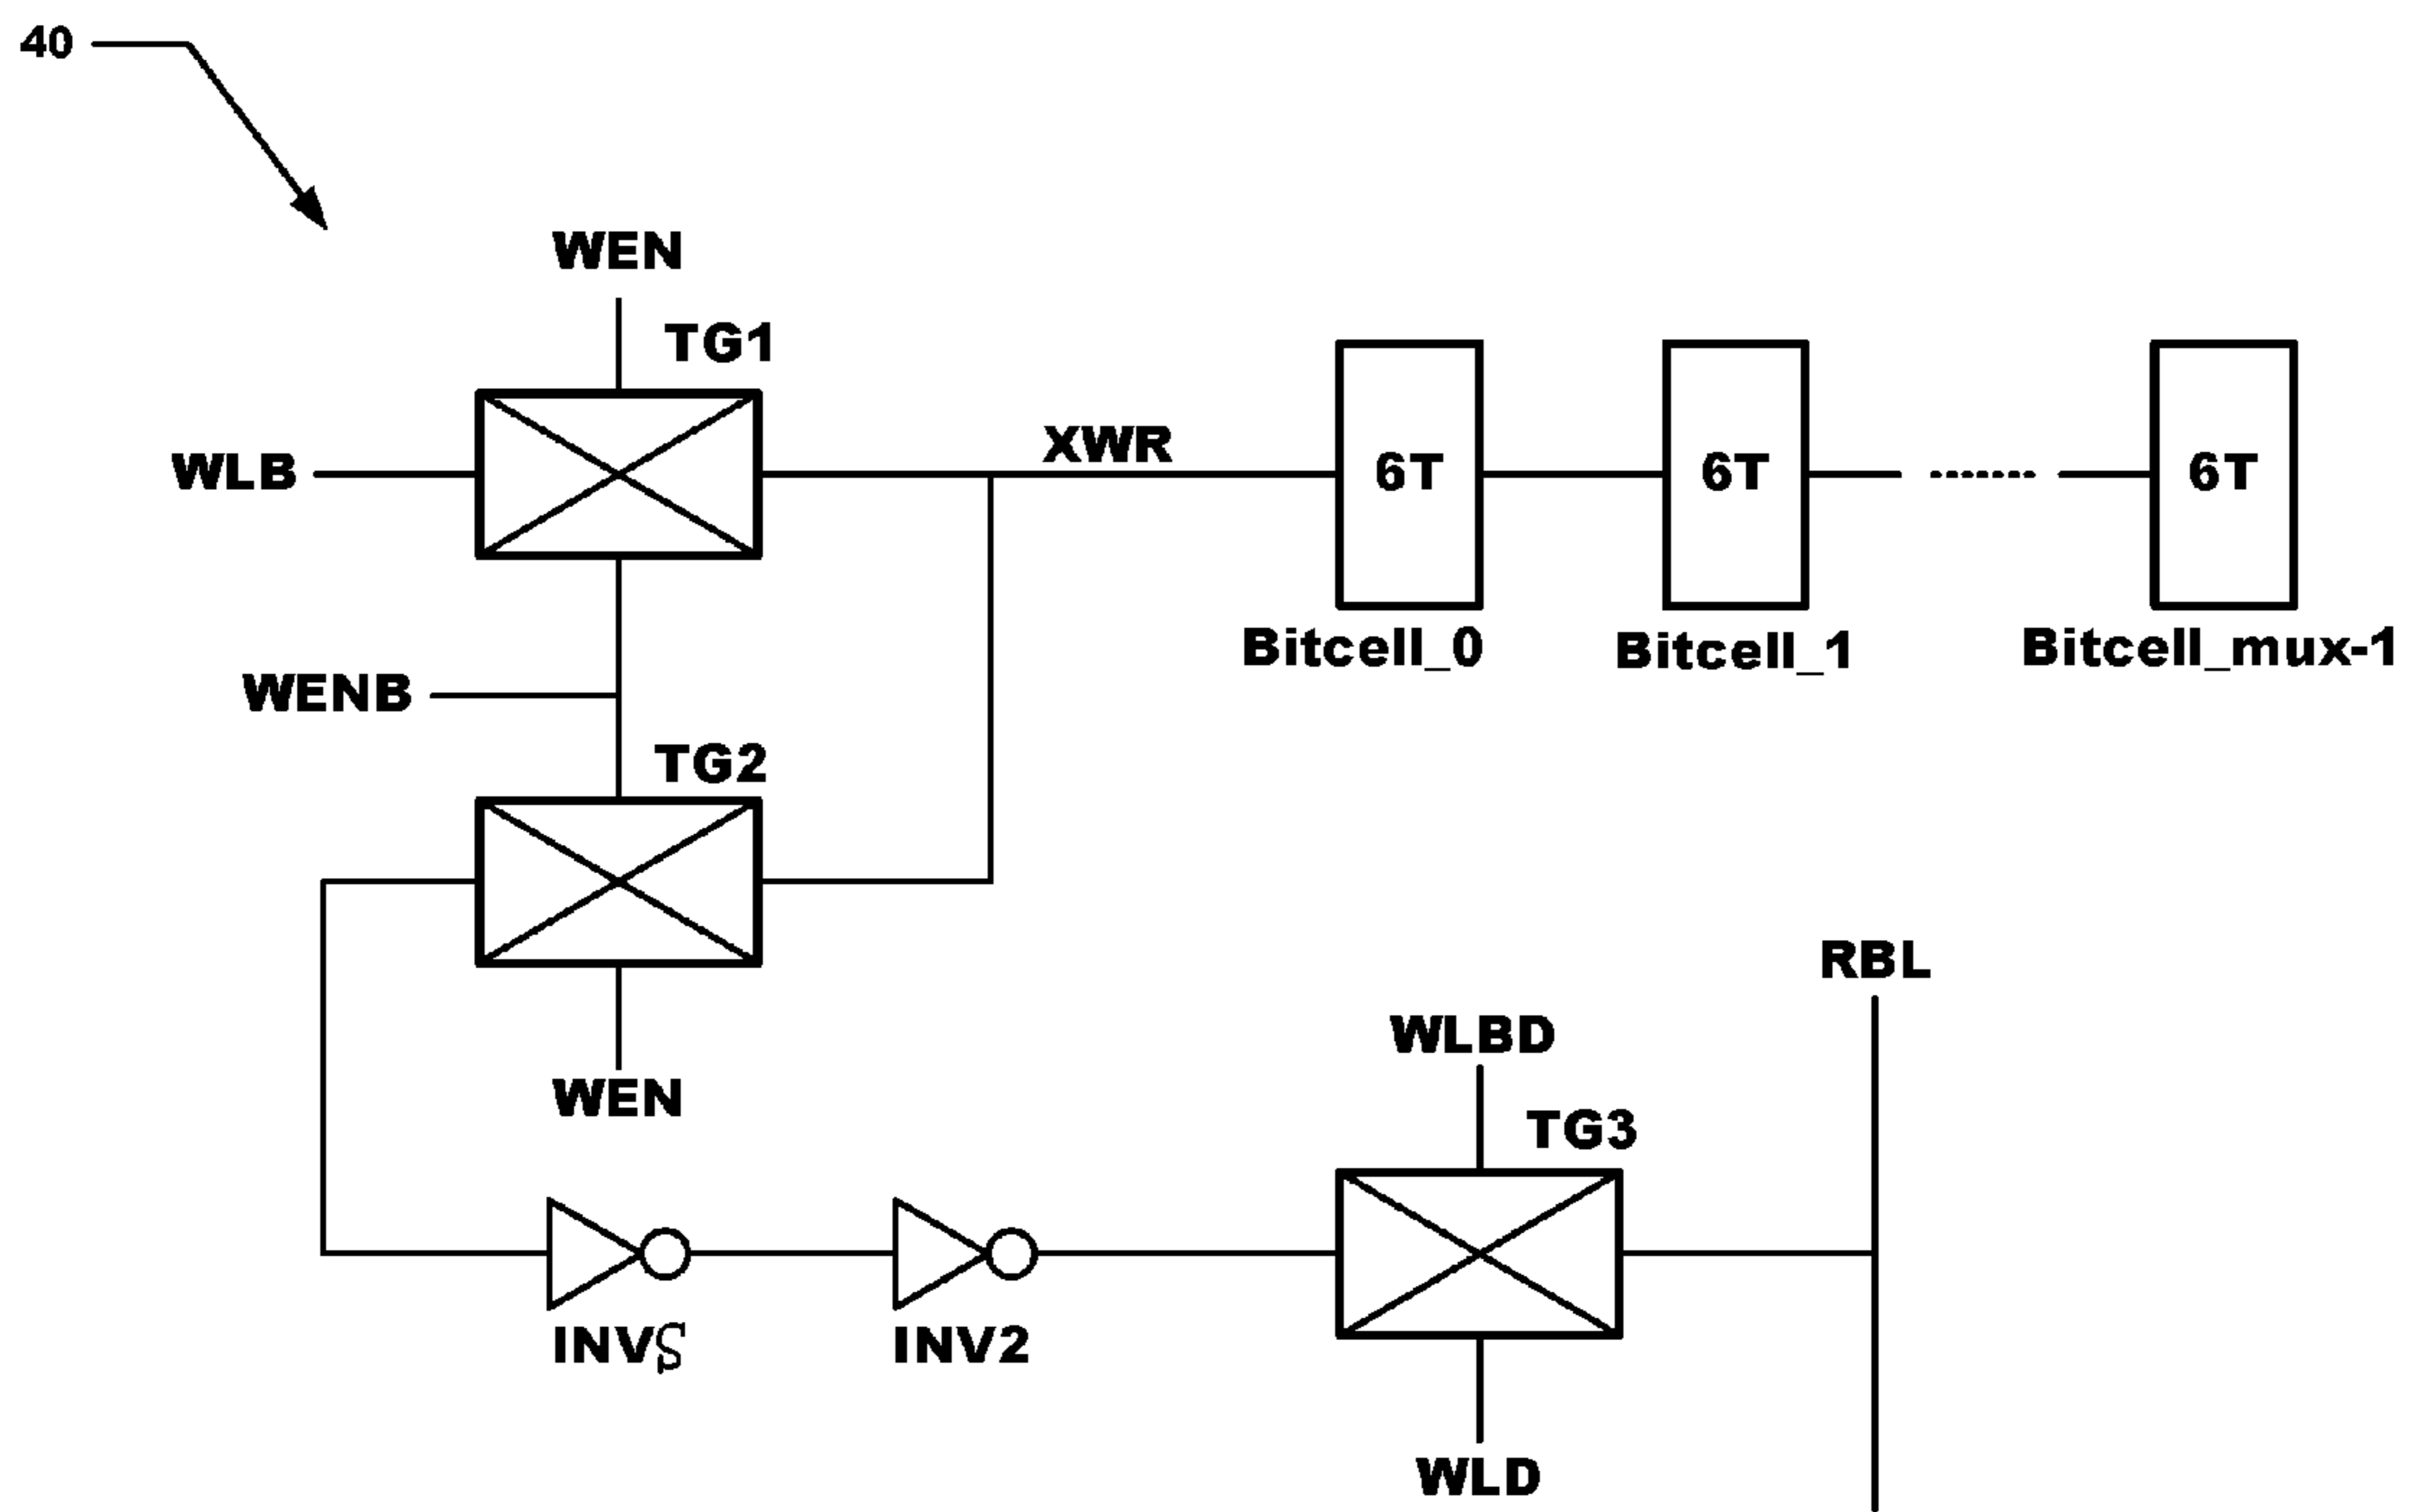 40
WEN
TG1
WLB
XWR
6T
6T
6T
Bitcell_0
Bitcell_1
Bitcell_mux-1
WENB
TG2
WEN
RBL
WLBD
TG3
INV2
WLD